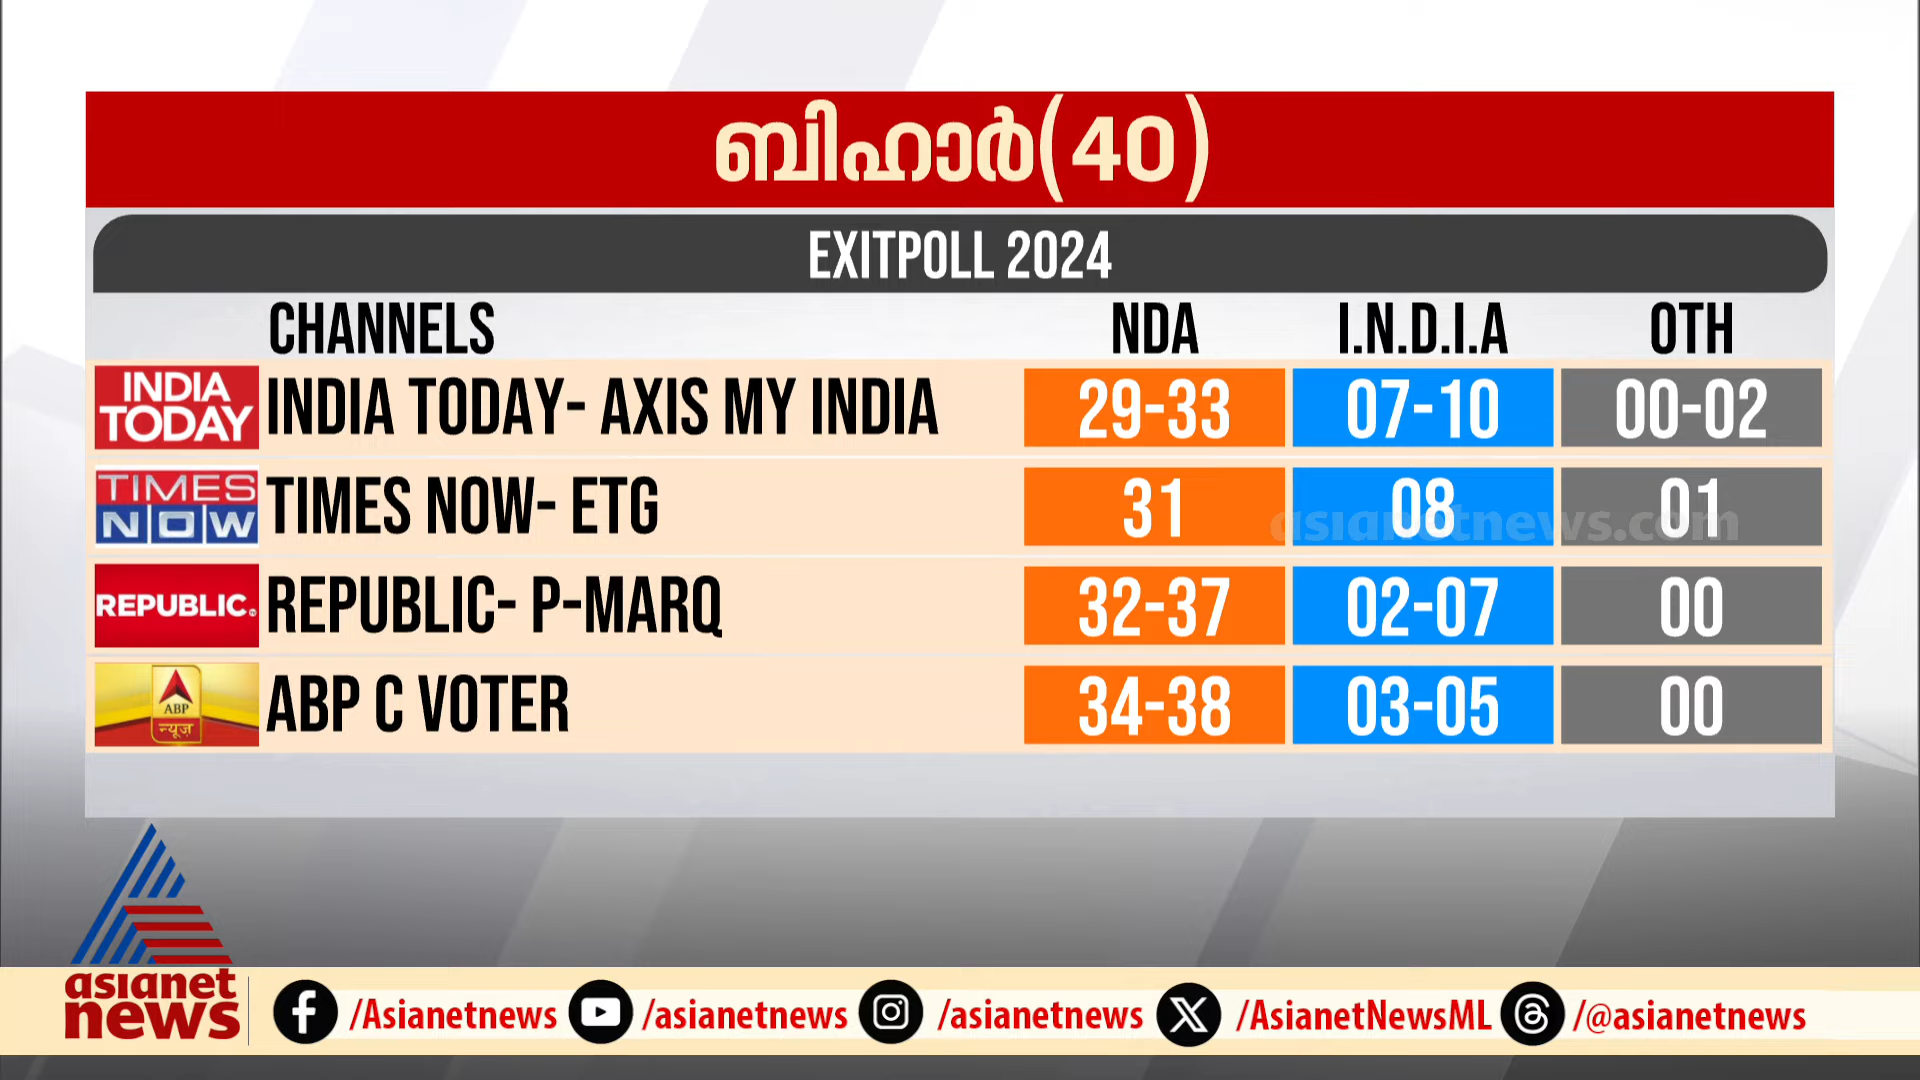 ബിഹാർ(40)
EXITPOLL 2024
CHANNELS NDA I.N.D.I.A OTH
INDIA TODAY INDIA TODAY- AXIS MY INDIA 29-33 07-10 00-02
TIMES NOW TIMES NOW- ETG 31 08 01
asianetnews.com
REPUBLIC. REPUBLIC- P-MARQ 32-37 02-07 00
ABP न्यूज़ ABP C VOTER 34-38 03-05 00
asianet news /Asianetnews /asianetnews /asianetnews /AsianetNewsML /@asianetnews